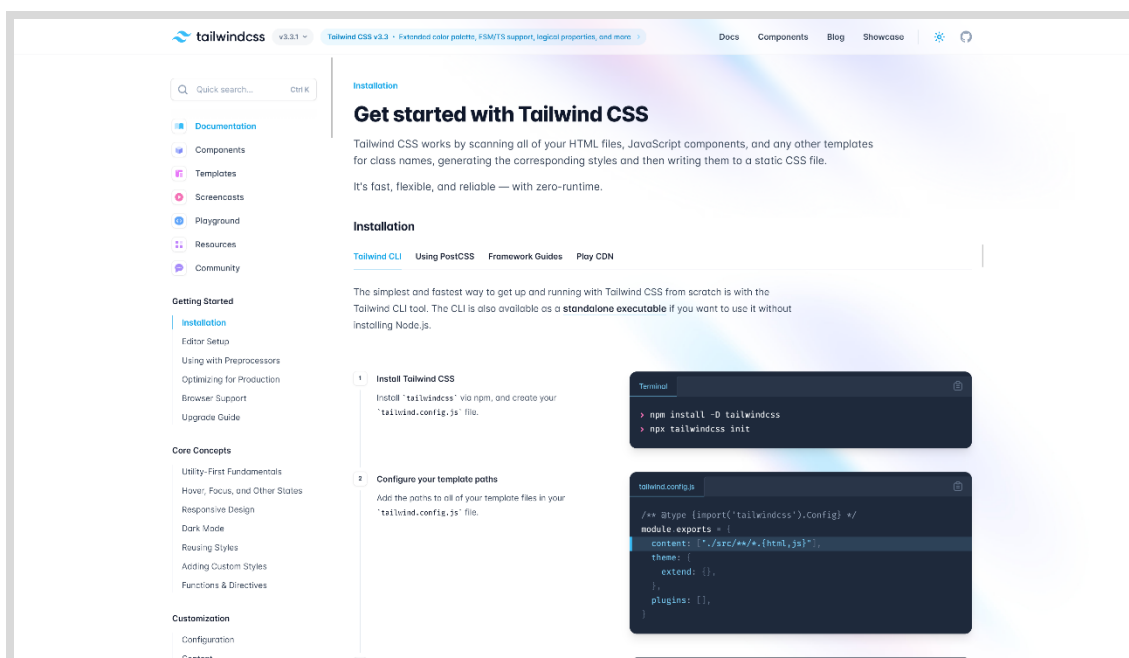 tailwindcss
v3.3.1
Tailwind CSS v3.3 · Extended color palette, ESM/TS support, logical properties, and more
Docs
Components
Blog
Showcase
Quick search...
Ctrl K
Documentation
Components
Templates
Screencasts
Playground
Resources
Community
Getting Started
Installation
Editor Setup
Using with Preprocessors
Optimizing for Production
Browser Support
Upgrade Guide
Core Concepts
Utility-First Fundamentals
Hover, Focus, and Other States
Responsive Design
Dark Mode
Reusing Styles
Adding Custom Styles
Functions & Directives
Customization
Configuration
Content
Installation
Get started with Tailwind CSS
Tailwind CSS works by scanning all of your HTML files, JavaScript components, and any other templates
for class names, generating the corresponding styles and then writing them to a static CSS file.
It's fast, flexible, and reliable — with zero-runtime.
Installation
Tailwind CLI
Using PostCSS
Framework Guides
Play CDN
The simplest and fastest way to get up and running with Tailwind CSS from scratch is with the
Tailwind CLI tool. The CLI is also available as a standalone executable if you want to use it without
installing Node.js.
1
Install Tailwind CSS
Install `tailwindcss` via npm, and create your
`tailwind.config.js` file.
Terminal
> npm install -D tailwindcss
> npx tailwindcss init
2
Configure your template paths
Add the paths to all of your template files in your
`tailwind.config.js` file.
tailwind.config.js
/** @type {import('tailwindcss').Config} */
module.exports = {
content: ["./src/**/*.{html,js}"],
theme: {
extend: {},
},
plugins: [],
}